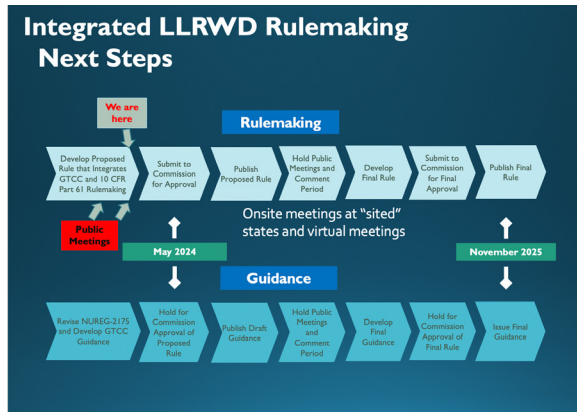 Integrated LLRWD Rulemaking
Next Steps
We are
here
Rulemaking
Develop Proposed
Rule that Integrates
GTCC and 10 CFR
Part 61 Rulemaking
Submit to
Commission
for Approval
Publish
Proposed Rule
Hold Public
Meetings and
Comment
Period
Develop
Final Rule
Submit to
Commission
for Final
Approval
Publish Final
Rule
Public
Meetings
Onsite meetings at “sited”
states and virtual meetings
May 2024
November 2025
Guidance
Revise NUREG-2175
and Develop GTCC
Guidance
Hold for
Commission
Approval of
Proposed
Rule
Publish Draft
Guidance
Hold Public
Meetings
and
Comment
Period
Develop
Final
Guidance
Hold for
Commission
Approval of
Final Rule
Issue Final
Guidance